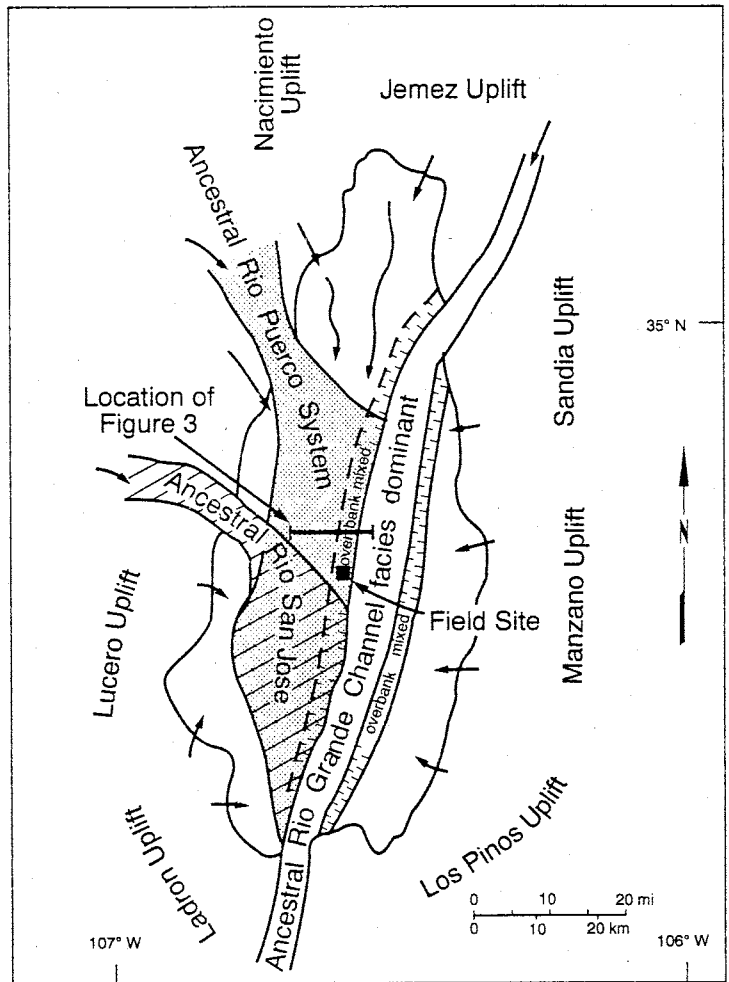 Nacimiento
Uplift
Jemez Uplift
Ancestral Rio Puerco System
35° N
Sandia Uplift
Location of
Figure 3
overbank mixed
Ancestral Rio San Jose
N
Manzano Uplift
Field Site
Lucero Uplift
overbank mixed
Ancestral Rio Grande Channel facies dominant
Ladron Uplift
Los Pinos Uplift
0 10 20 mi
0 10 20 km
107° W
106° W